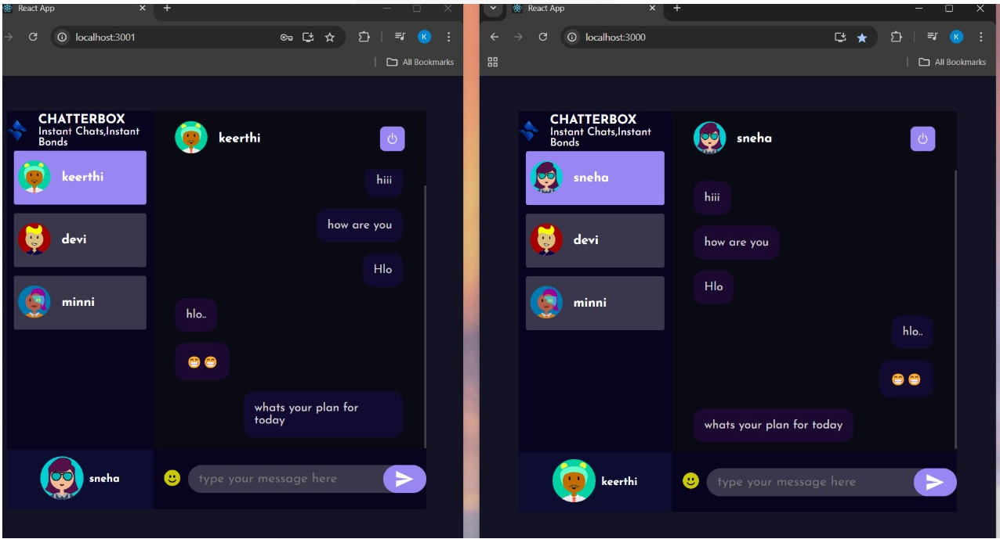 React App
localhost:3001
K
All Bookmarks
CHATTERBOX
Instant Chats,Instant
Bonds
keerthi
devi
minni
sneha
keerthi
hiii
how are you
Hlo
hlo..
😁😁
whats your plan for
today
type your message here
React App
localhost:3000
K
All Bookmarks
CHATTERBOX
Instant Chats,Instant
Bonds
sneha
devi
minni
keerthi
sneha
hiii
how are you
Hlo
hlo..
😁😁
whats your plan for today
type your message here